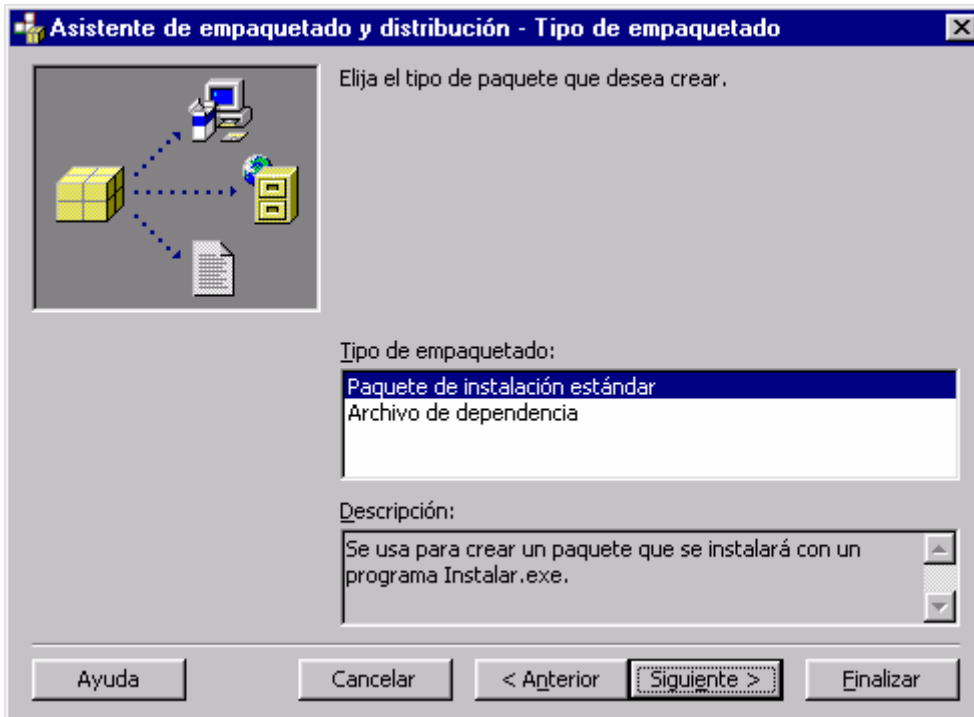 Asistente de empaquetado y distribución - Tipo de empaquetado
Elija el tipo de paquete que desea crear.
Tipo de empaquetado:
Paquete de instalación estándar
Archivo de dependencia
Descripción:
Se usa para crear un paquete que se instalará con un
programa Instalar.exe.
Ayuda
Cancelar
< Anterior
Siguiente >
Finalizar